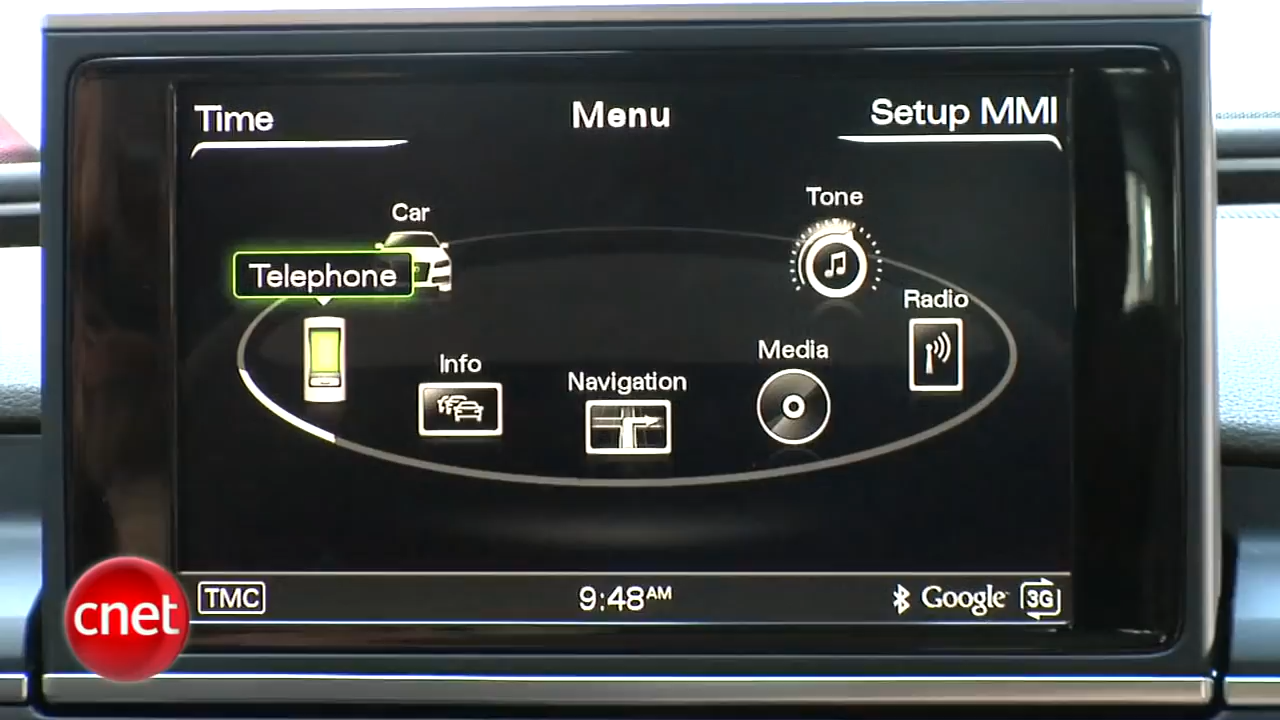 Time Menu Setup MMI
Car
Tone
Telephone
Radio
Info
Navigation
Media
TMC 9:48AM Google 3G
cnet